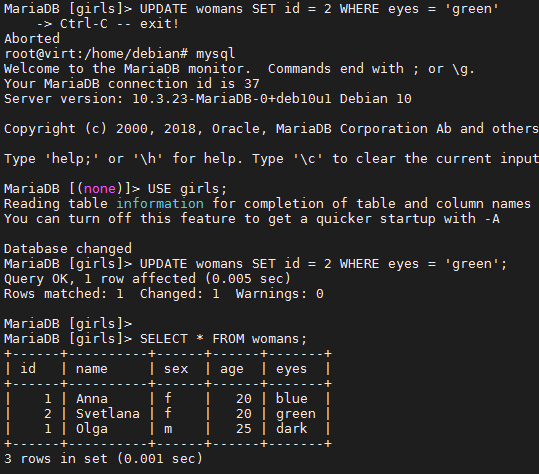 MariaDB [girls]> UPDATE womans SET id = 2 WHERE eyes = 'green'
    -> Ctrl-C -- exit!
Aborted
root@virt:/home/debian# mysql
Welcome to the MariaDB monitor.  Commands end with ; or \g.
Your MariaDB connection id is 37
Server version: 10.3.23-MariaDB-0+deb10u1 Debian 10

Copyright (c) 2000, 2018, Oracle, MariaDB Corporation Ab and others

Type 'help;' or '\h' for help. Type '\c' to clear the current input

MariaDB [(none)]> USE girls;
Reading table information for completion of table and column names
You can turn off this feature to get a quicker startup with -A

Database changed
MariaDB [girls]> UPDATE womans SET id = 2 WHERE eyes = 'green';
Query OK, 1 row affected (0.005 sec)
Rows matched: 1  Changed: 1  Warnings: 0

MariaDB [girls]>
MariaDB [girls]> SELECT * FROM womans;
+------+----------+------+------+-------+
| id   | name     | sex  | age  | eyes  |
+------+----------+------+------+-------+
|    1 | Anna     | f    |   20 | blue  |
|    2 | Svetlana | f    |   20 | green |
|    1 | Olga     | m    |   25 | dark  |
+------+----------+------+------+-------+
3 rows in set (0.001 sec)